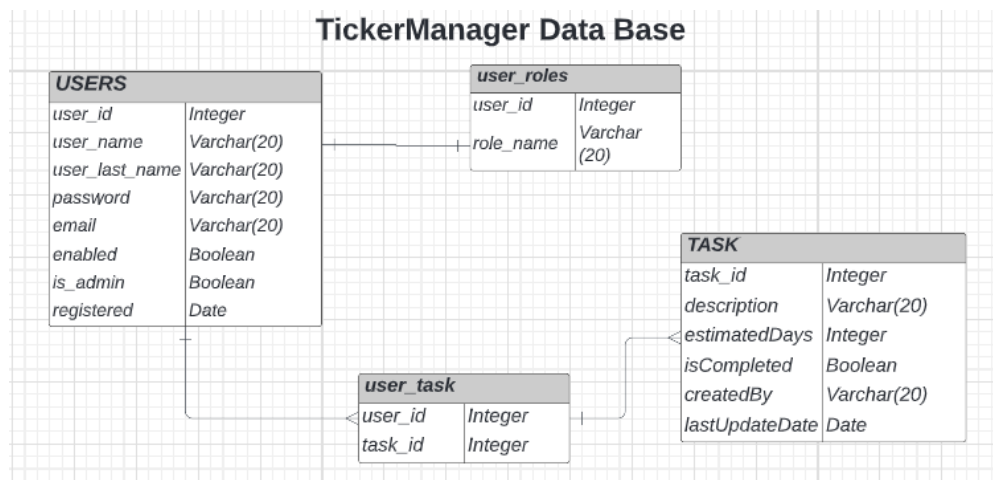 TickerManager Data Base
USERS
user_id Integer
user_name Varchar(20)
user_last_name Varchar(20)
password Varchar(20)
email Varchar(20)
enabled Boolean
is_admin Boolean
registered Date
user_roles
user_id Integer
role_name Varchar
(20)
TASK
task_id Integer
description Varchar(20)
estimatedDays Integer
isCompleted Boolean
createdBy Varchar(20)
lastUpdateDate Date
user_task
user_id Integer
task_id Integer